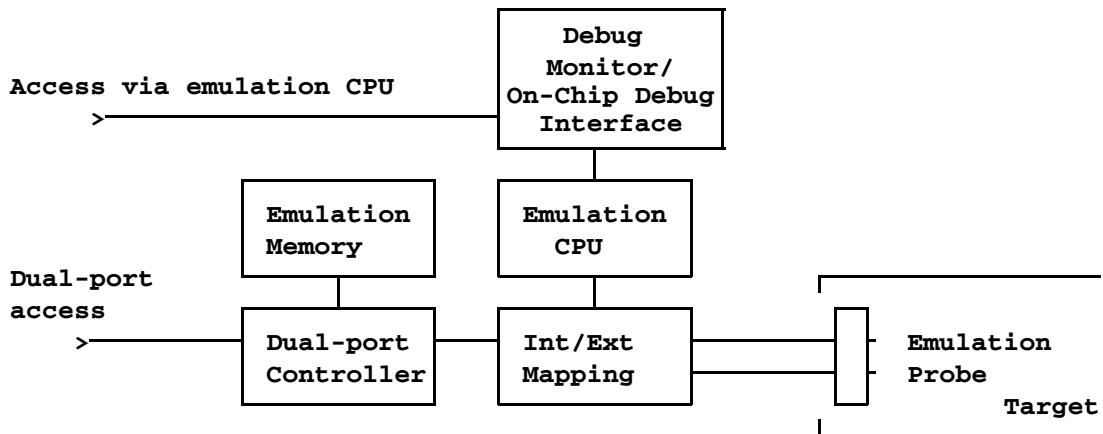 Debug
Monitor/
On-Chip Debug
Interface
Access via emulation CPU
>
Emulation
Memory
Emulation
CPU
Dual-port
access
>
Dual-port
Controller
Int/Ext
Mapping
Emulation
Probe
Target